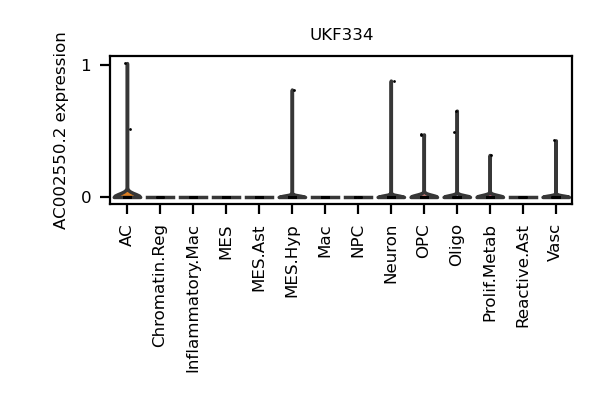 UKF334
AC002550.2 expression
1
0
AC
Chromatin.Reg
Inflammatory.Mac
MES
MES.Ast
MES.Hyp
Mac
NPC
Neuron
OPC
Oligo
Prolif.Metab
Reactive.Ast
Vasc